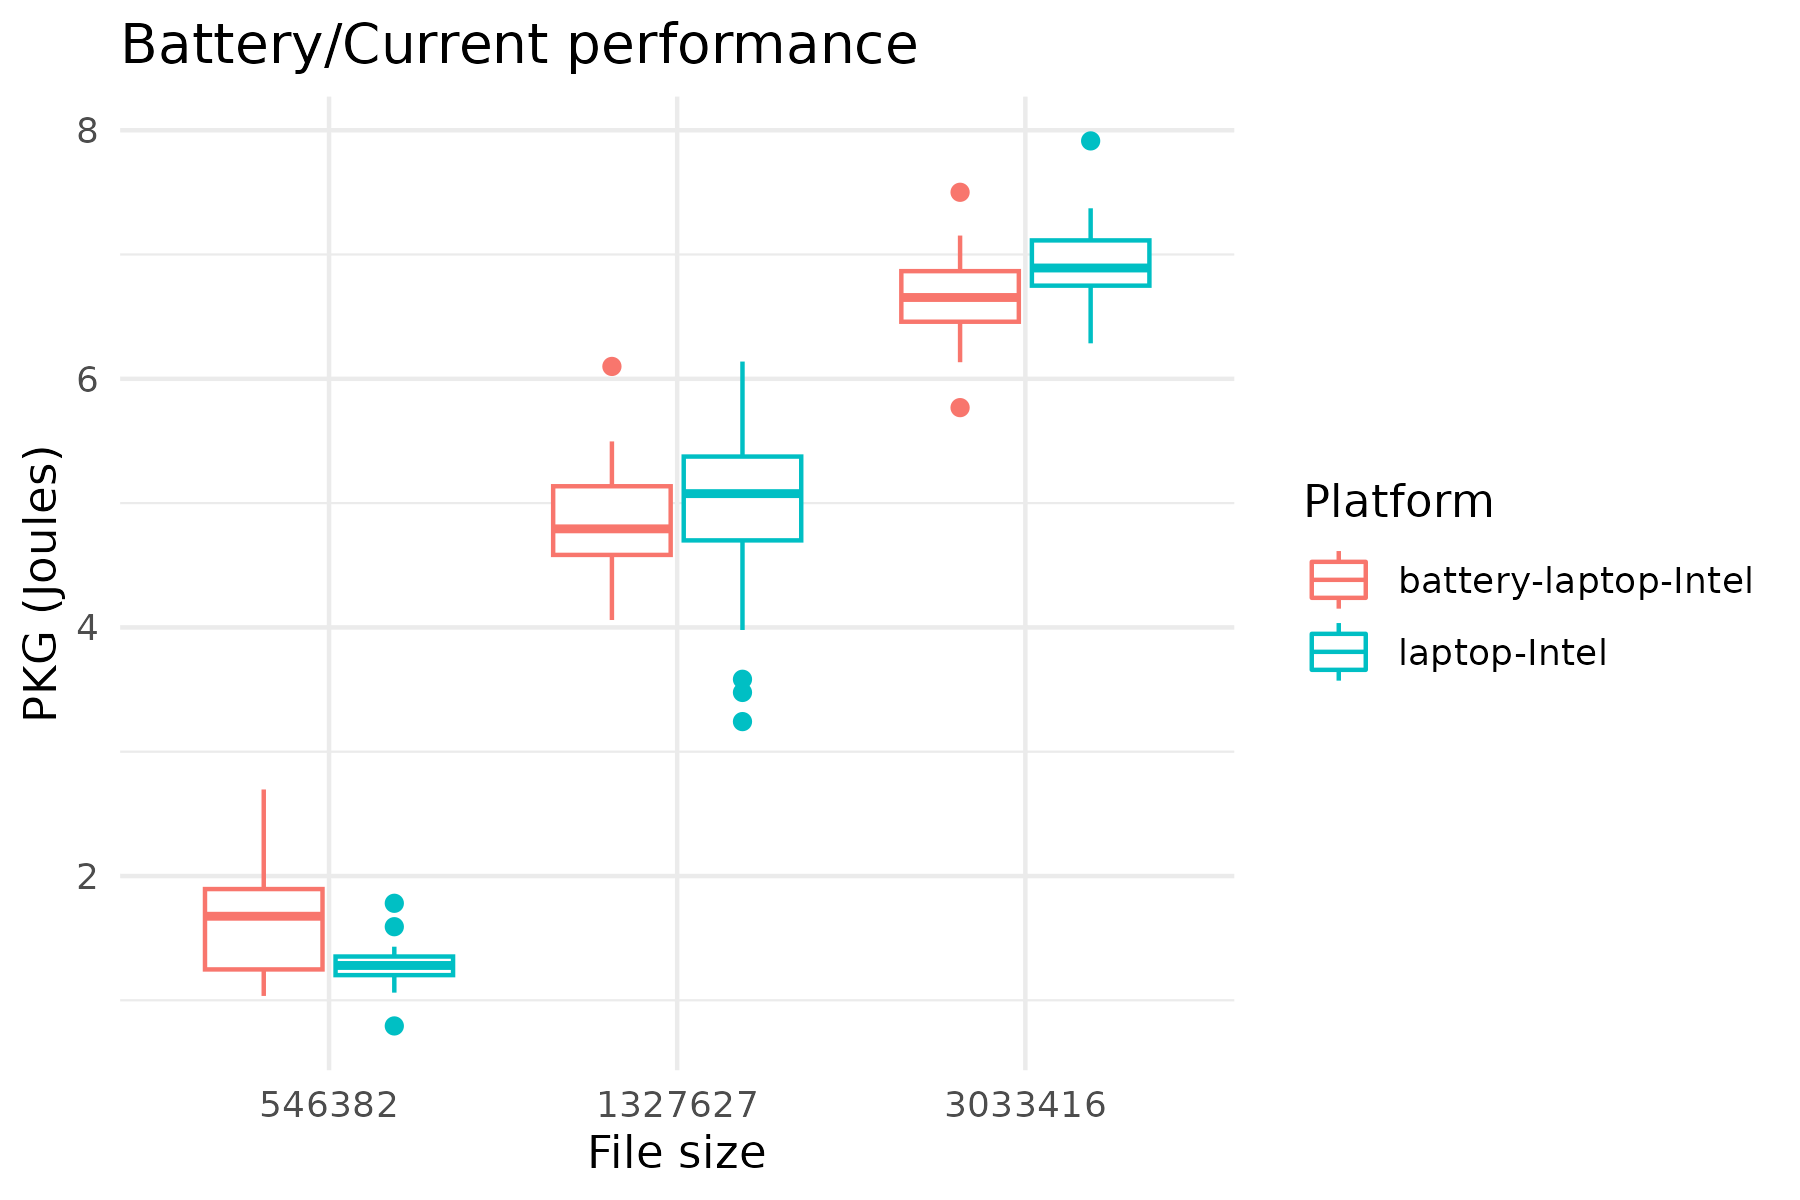 Battery/Current performance
8
6
4
2
PKG (Joules)
546382 1327627 3033416
File size
Platform
battery-laptop-Intel
laptop-Intel